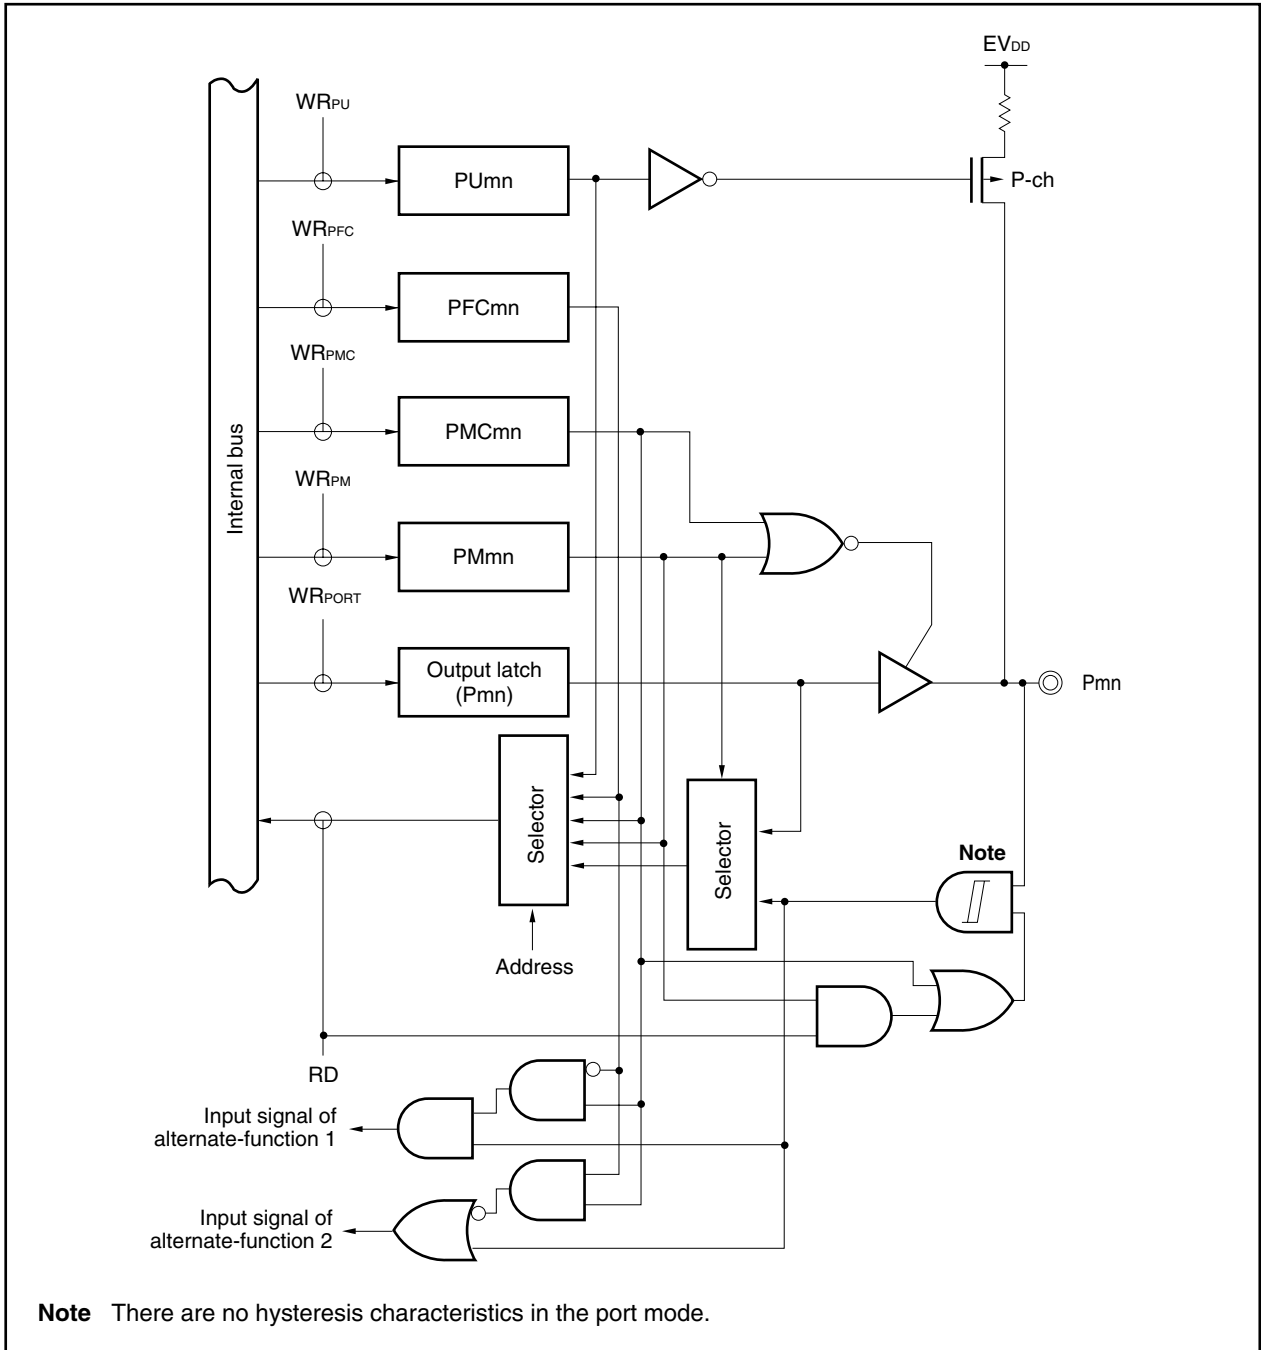 EVDD
WRPU
PUmn
P-ch
WRPFC
PFCmn
WRPMC
PMCmn
Internal bus
WRPM
PMmn
WRPORT
Output latch
(Pmn)
Pmn
Selector
Selector
Note
Address
RD
Input signal of
alternate-function 1
Input signal of
alternate-function 2
Note There are no hysteresis characteristics in the port mode.